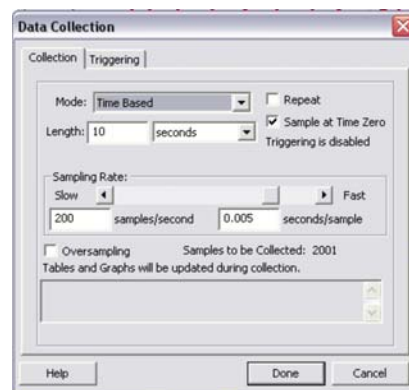 Data Collection
Collection Triggering
Mode: Time Based Repeat
Length: 10 seconds Sample at Time Zero
Triggering is disabled
Sampling Rate:
Slow Fast
200 samples/second 0.005 seconds/sample
Oversampling Samples to be Collected: 2001
Tables and Graphs will be updated during collection.
Help Done Cancel